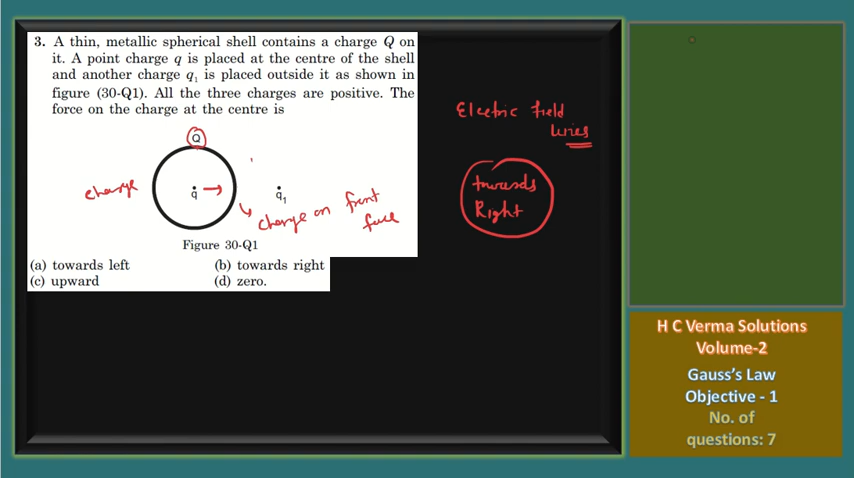 3. A thin, metallic spherical shell contains a charge Q on
it. A point charge q is placed at the centre of the shell
and another charge q₁ is placed outside it as shown in
figure (30-Q1). All the three charges are positive. The
force on the charge at the centre is
Electric field
lines
Q
charge
q
q₁
charge on front
face
towards
Right
Figure 30-Q1
(a) towards left
(b) towards right
(c) upward
(d) zero.
H C Verma Solutions
Volume-2
Gauss's Law
Objective - 1
No. of
questions: 7